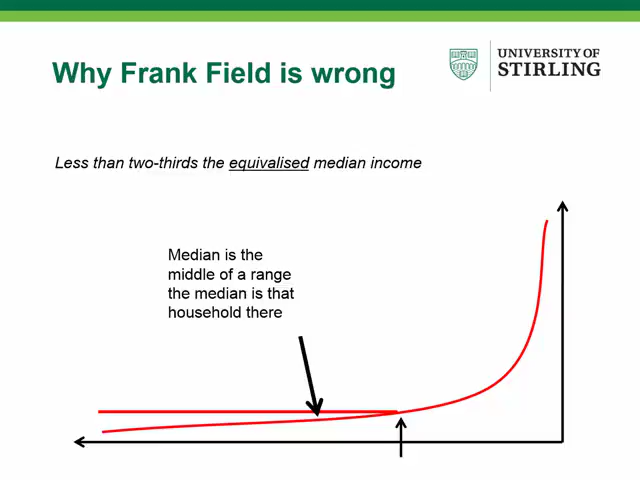 Why Frank Field is wrong
UNIVERSITY OF
STIRLING
Less than two-thirds the equivalised median income
Median is the
middle of a range
the median is that
household there